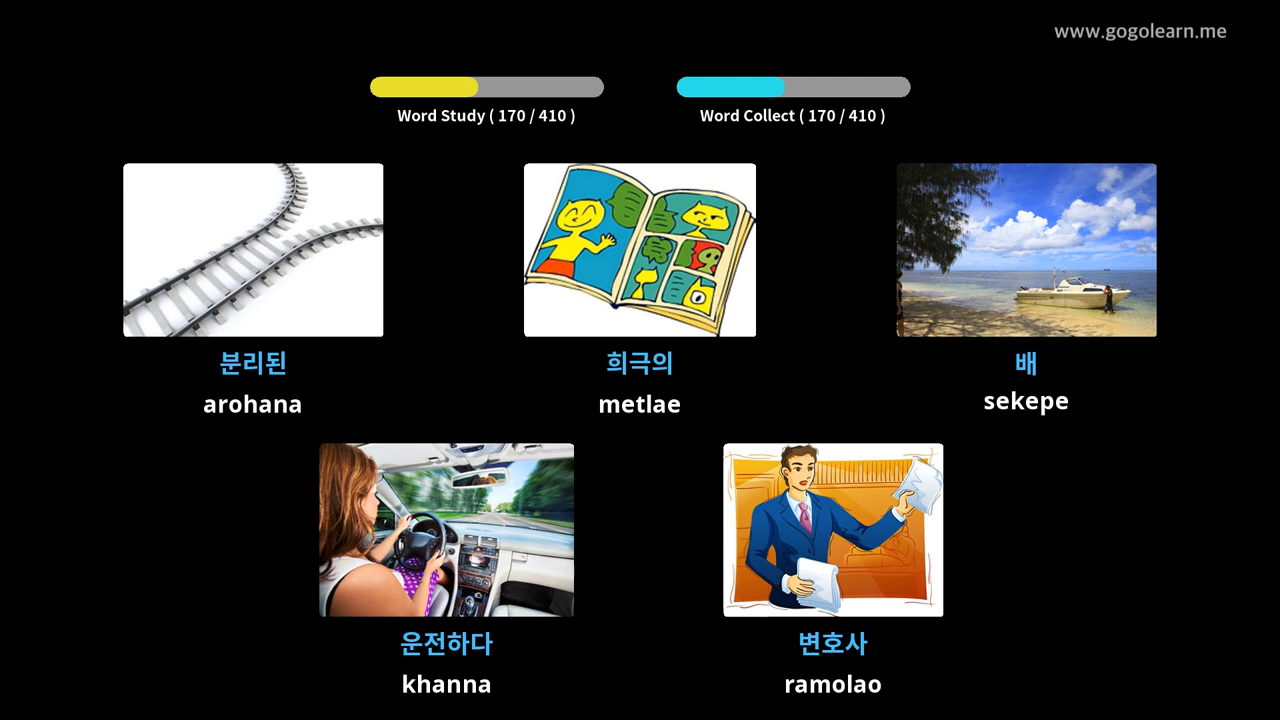 www.gogolearn.me
Word Study ( 170 / 410 )
Word Collect ( 170 / 410 )
분리된
arohana
희극의
metlae
배
sekepe
운전하다
khanna
변호사
ramolao